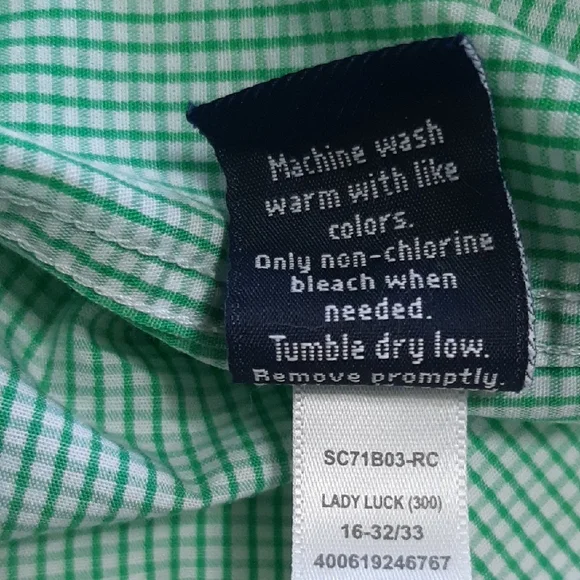 Machine wash
warm with like
colors.
Only non-chlorine
bleach when
needed.
Tumble dry low.
Remove promptly.
SC71B03-RC
LADY LUCK (300)
16-32/33
400619246767